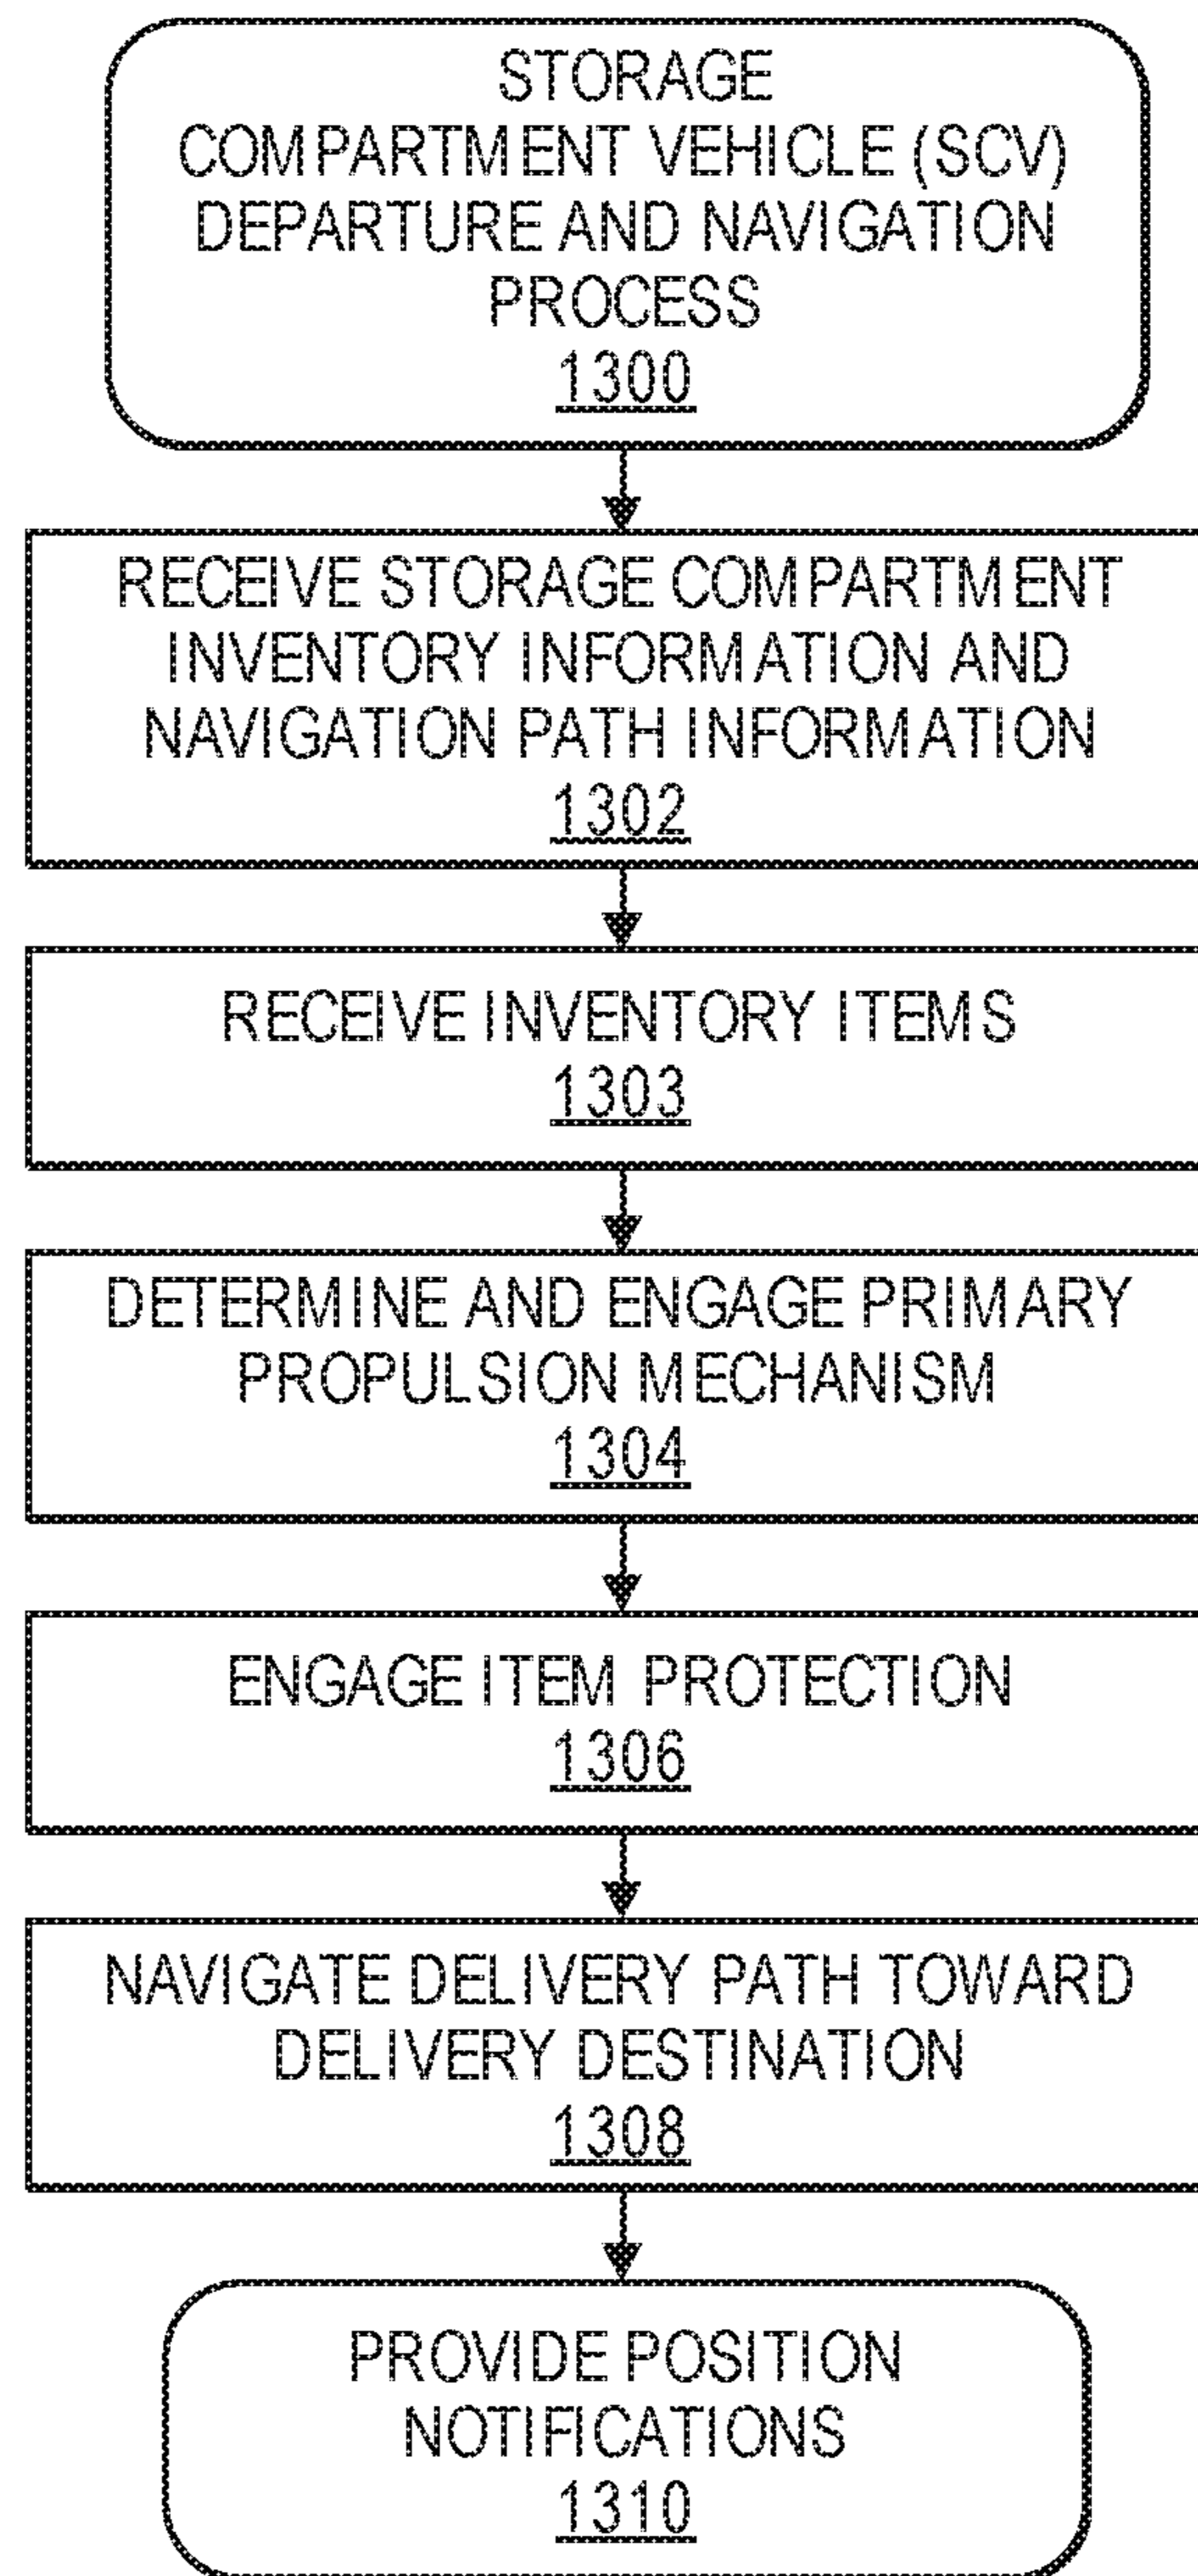 STORAGE
COMPARTMENT VEHICLE (SCV)
DEPARTURE AND NAVIGATION
PROCESS
1300
RECEIVE STORAGE COMPARTMENT
INVENTORY INFORMATION AND
NAVIGATION PATH INFORMATION
1302
RECEIVE INVENTORY ITEMS
1303
DETERMINE AND ENGAGE PRIMARY
PROPULSION MECHANISM
1304
ENGAGE ITEM PROTECTION
1306
NAVIGATE DELIVERY PATH TOWARD
DELIVERY DESTINATION
1308
PROVIDE POSITION
NOTIFICATIONS
1310